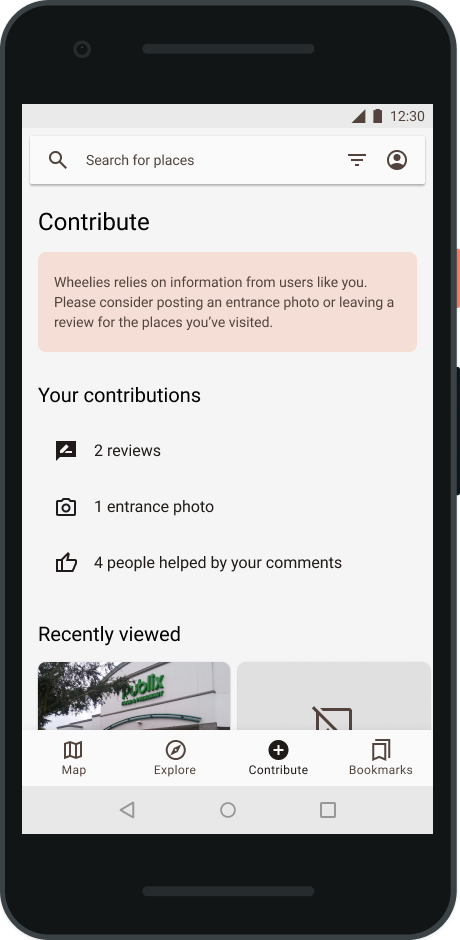 12:30
Search for places
Contribute
Wheelies relies on information from users like you.
Please consider posting an entrance photo or leaving a
review for the places you’ve visited.
Your contributions
2 reviews
1 entrance photo
4 people helped by your comments
Recently viewed
Publix
Map
Explore
Contribute
Bookmarks